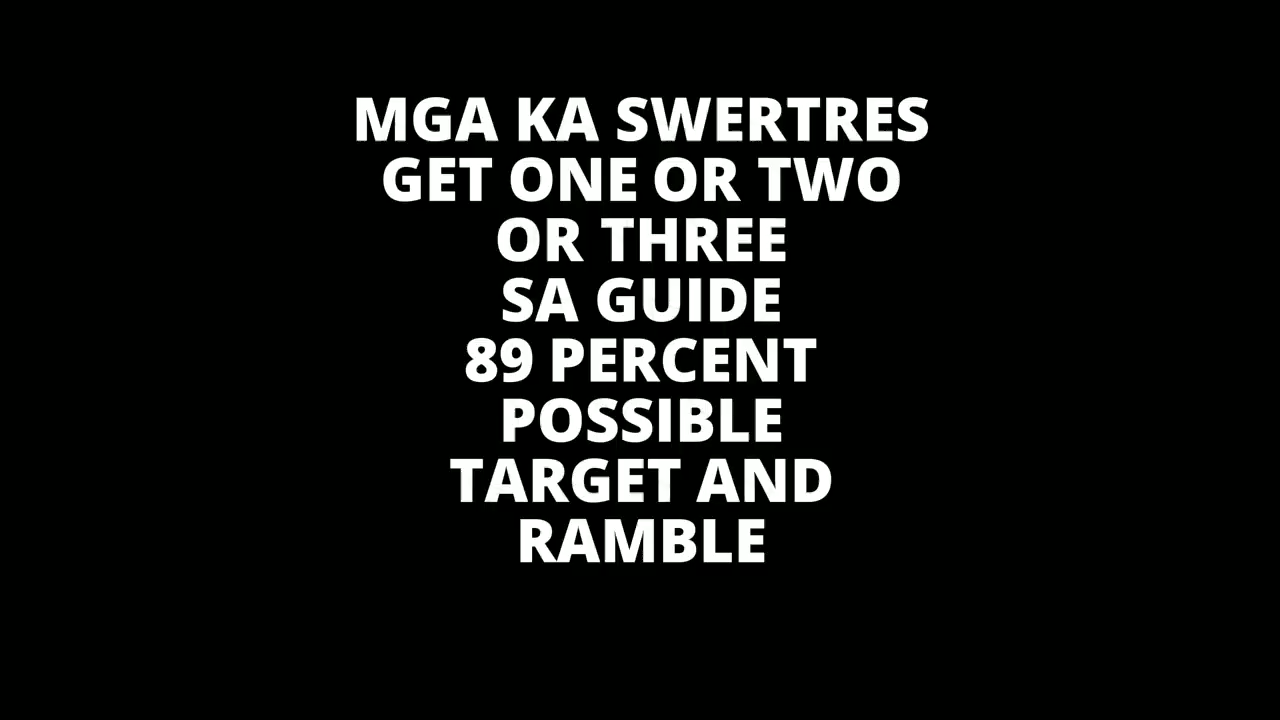 MGA KA SWERTRES
GET ONE OR TWO
OR THREE
SA GUIDE
89 PERCENT
POSSIBLE
TARGET AND
RAMBLE